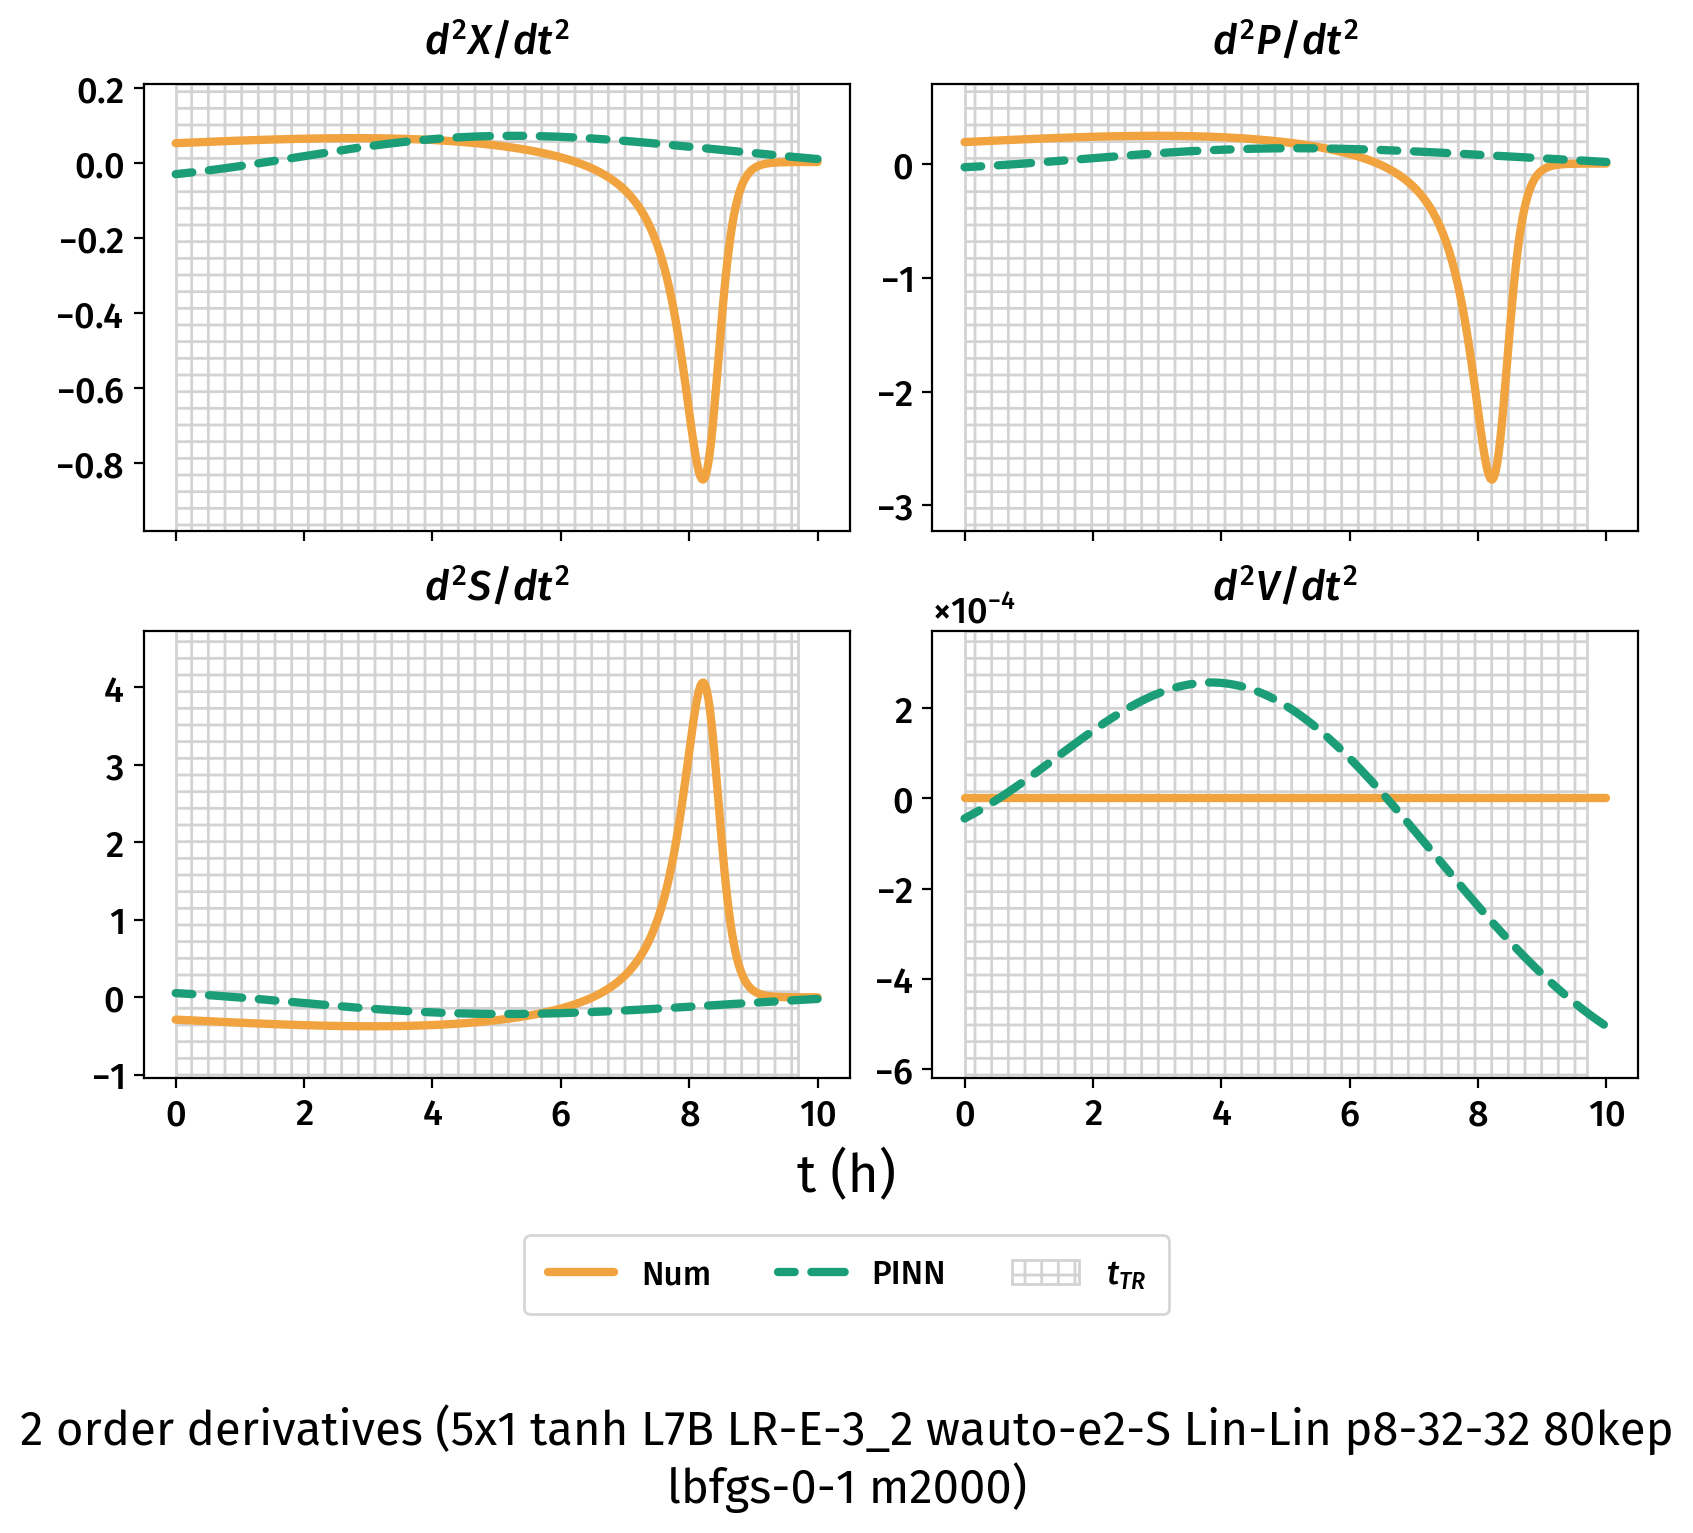 d²X/dt²
d²P/dt²
0.2
0.0
−0.2
−0.4
−0.6
−0.8
0
−1
−2
−3
d²S/dt²
d²V/dt²
×10⁻⁴
4
3
2
1
0
−1
2
0
−2
−4
−6
0 2 4 6 8 10
0 2 4 6 8 10
t (h)
Num PINN t_TR
2 order derivatives (5x1 tanh L7B LR-E-3_2 wauto-e2-S Lin-Lin p8-32-32 80kep
lbfgs-0-1 m2000)